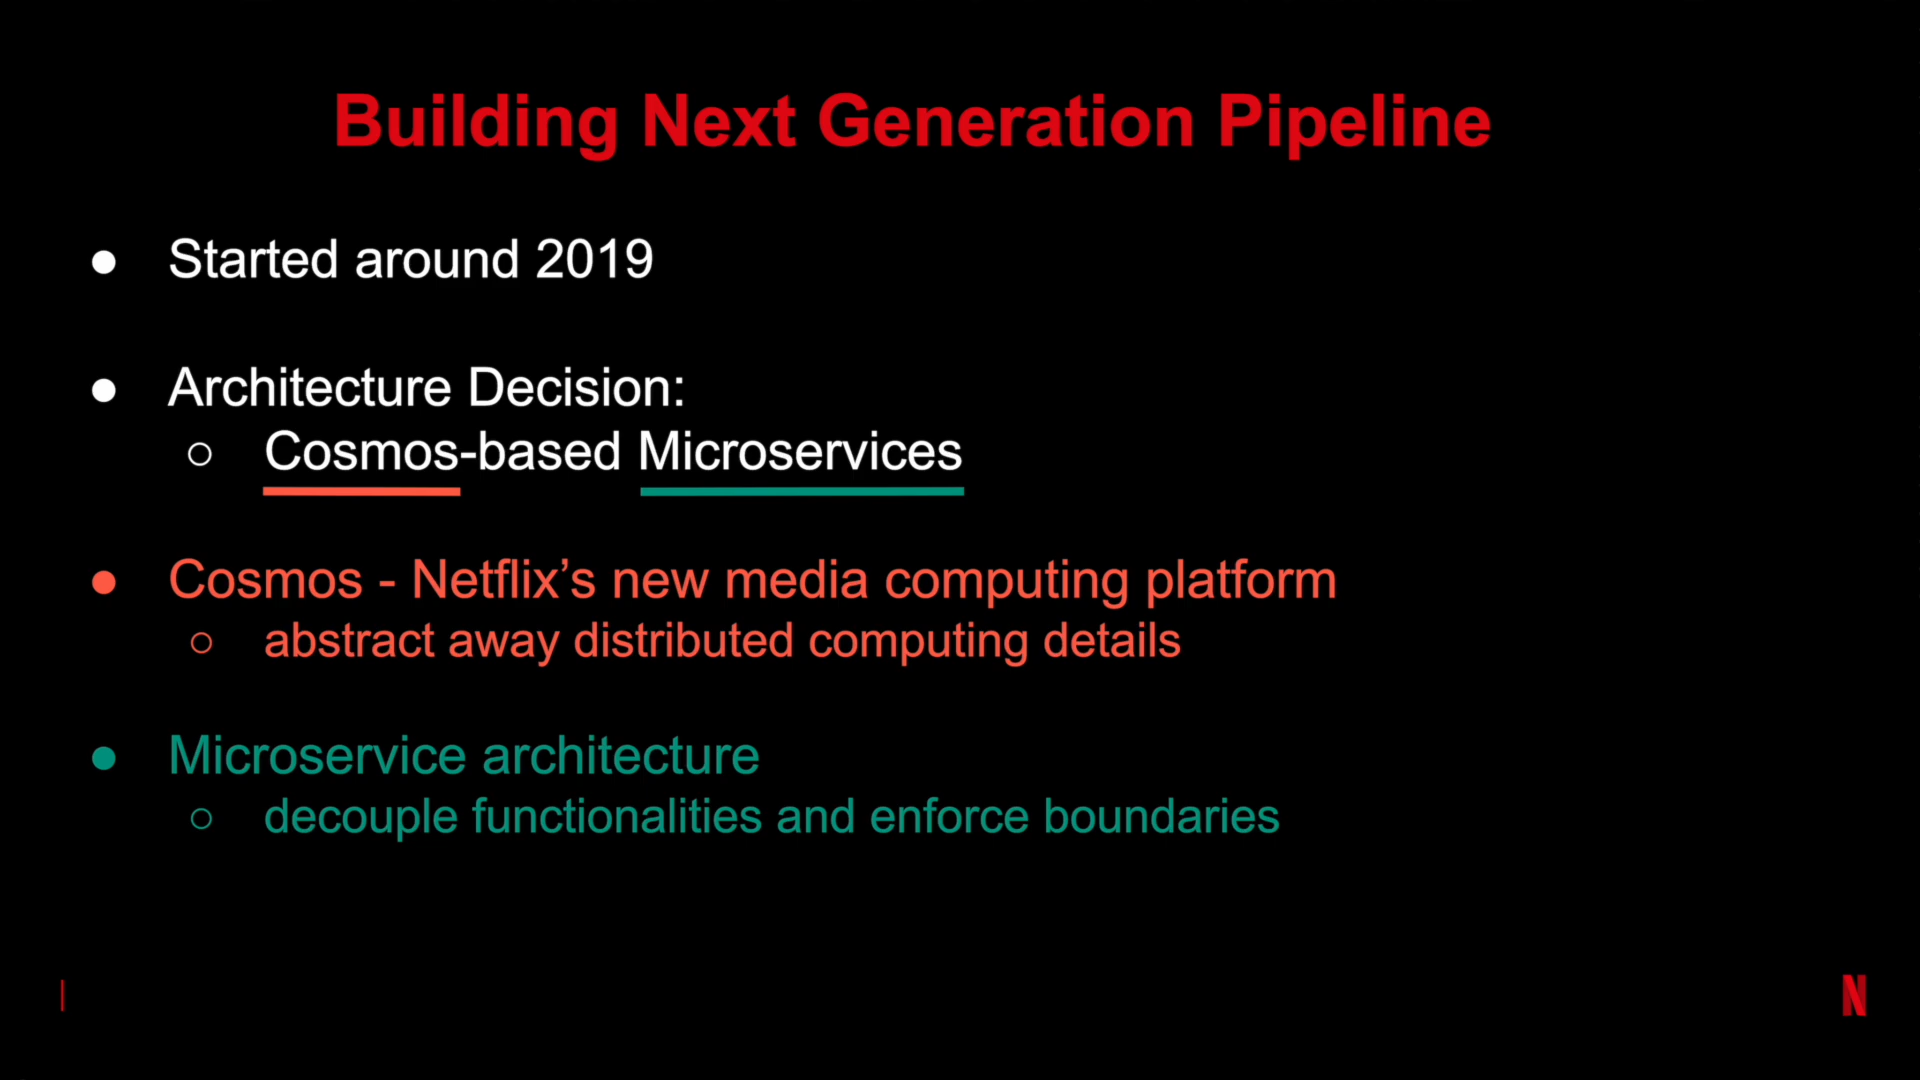 Building Next Generation Pipeline
● Started around 2019
● Architecture Decision:
○ Cosmos-based Microservices
● Cosmos - Netflix’s new media computing platform
○ abstract away distributed computing details
● Microservice architecture
○ decouple functionalities and enforce boundaries
N